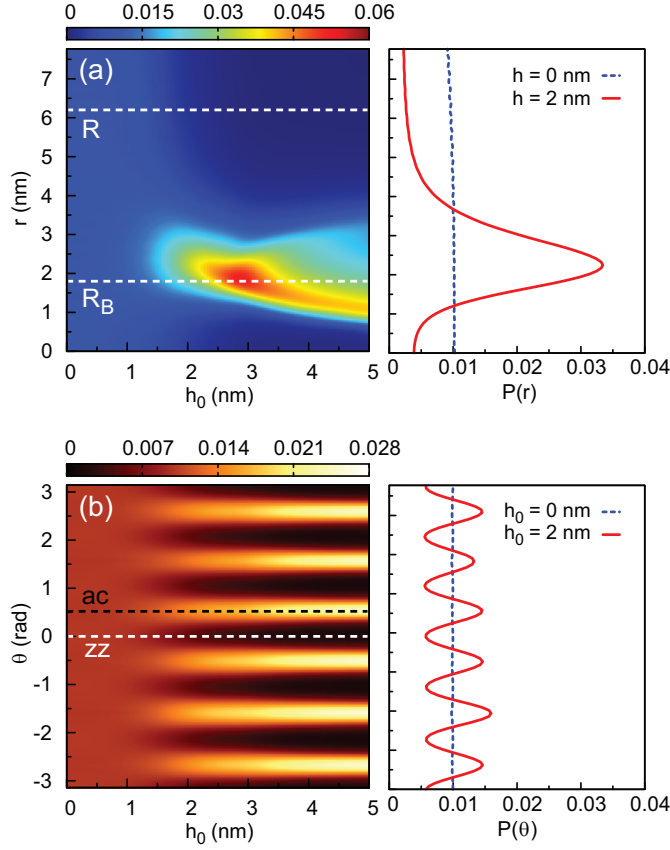 0 0.015 0.03 0.045 0.06
(a)
h = 0 nm
h = 2 nm
R
R_B
r (nm)
7
6
5
4
3
2
1
0
0 1 2 3 4 5
h_0 (nm)
0 0.01 0.02 0.03 0.04
P(r)
0 0.007 0.014 0.021 0.028
(b)
h_0 = 0 nm
h_0 = 2 nm
ac
zz
θ (rad)
3
2
1
0
-1
-2
-3
0 1 2 3 4 5
h_0 (nm)
0 0.01 0.02 0.03 0.04
P(θ)